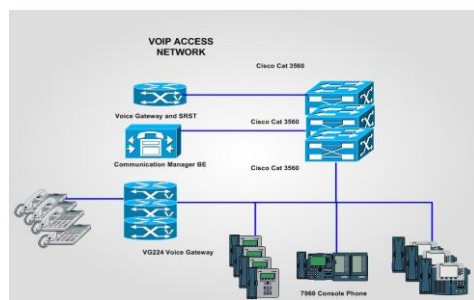 VOIP ACCESS
NETWORK
Cisco Cat 3560
Voice Gateway and SRST
Cisco Cat 3560
Communication Manager BE
Cisco Cat 3560
VG224 Voice Gateway
7960 Console Phone